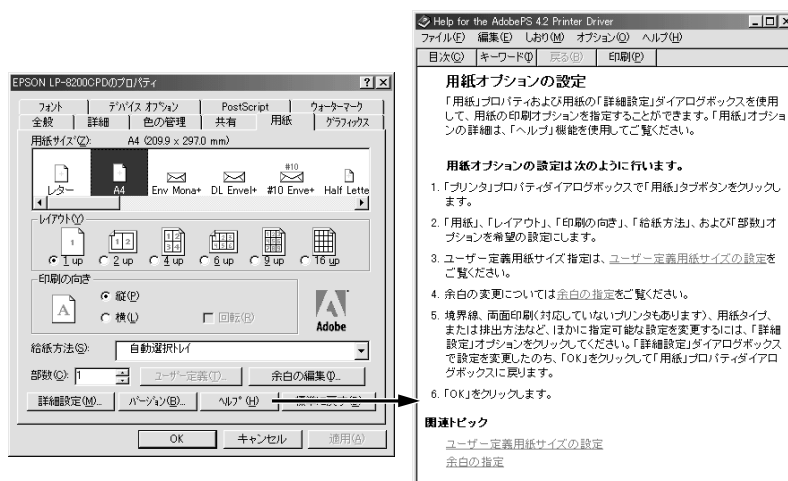 EPSON LP-8200CPDのプロパティ
フォント デバイス オプション PostScript ウォーターマーク
全般 詳細 色の管理 共有 用紙 グラフィックス
用紙サイズ(Z): A4 (209.9 x 297.0 mm)
#10
レター A4 Env Mona+ DL Envel+ #10 Enve+ Half Lette
レイアウト(Y)
1 up 2 up 4 up 6 up 9 up 16 up
印刷の向き
A
縦(P)
横(L) 回転(R)
Adobe
給紙方法(S): 自動選択トレイ
部数(C): 1 ユーザー定義(T)... 余白の編集(I)...
詳細設定(M)... バージョン(B)... ヘルプ(H)
OK キャンセル 適用(A)
Help for the AdobePS 4.2 Printer Driver
ファイル(F) 編集(E) しおり(M) オプション(O) ヘルプ(H)
目次(C) キーワード(I) 戻る(B) 印刷(P)
用紙オプションの設定
「用紙」プロパティおよび用紙の「詳細設定」ダイアログボックスを使用
して、用紙の印刷オプションを指定することができます。「用紙」オプショ
ンの詳細は、「ヘルプ」機能を使用してご覧ください。
用紙オプションの設定は次のように行います。
1. 「プリンタ」プロパティダイアログボックスで「用紙」タブボタンをクリックし
ます。
2. 「用紙」、「レイアウト」、「印刷の向き」、「給紙方法」、および「部数」オ
プションを希望の設定にします。
3. ユーザー定義用紙サイズ指定は、ユーザー定義用紙サイズの設定を
ご覧ください。
4. 余白の変更については余白の指定をご覧ください。
5. 境界線、両面印刷(対応していないプリンタもあります)、用紙タイプ、
または排出方法など、ほかに指定可能な設定を変更するには、「詳細
設定」オプションをクリックしてください。「詳細設定」ダイアログボックス
で設定を変更したのち、「OK」をクリックして「用紙」プロパティダイアロ
グボックスに戻ります。
6. 「OK」をクリックします。
関連トピック
ユーザー定義用紙サイズの設定
余白の指定